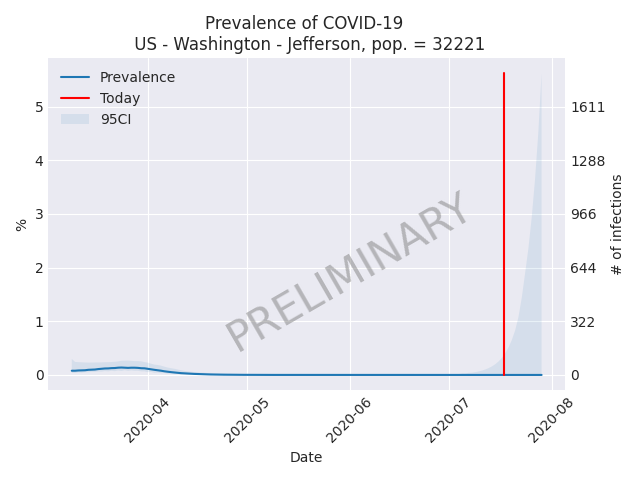 Prevalence of COVID-19
US - Washington - Jefferson, pop. = 32221
Prevalence
Today
95CI
5
4
3
2
1
0
%
1611
1288
966
644
322
0
# of infections
PRELIMINARY
2020-04
2020-05
2020-06
2020-07
2020-08
Date